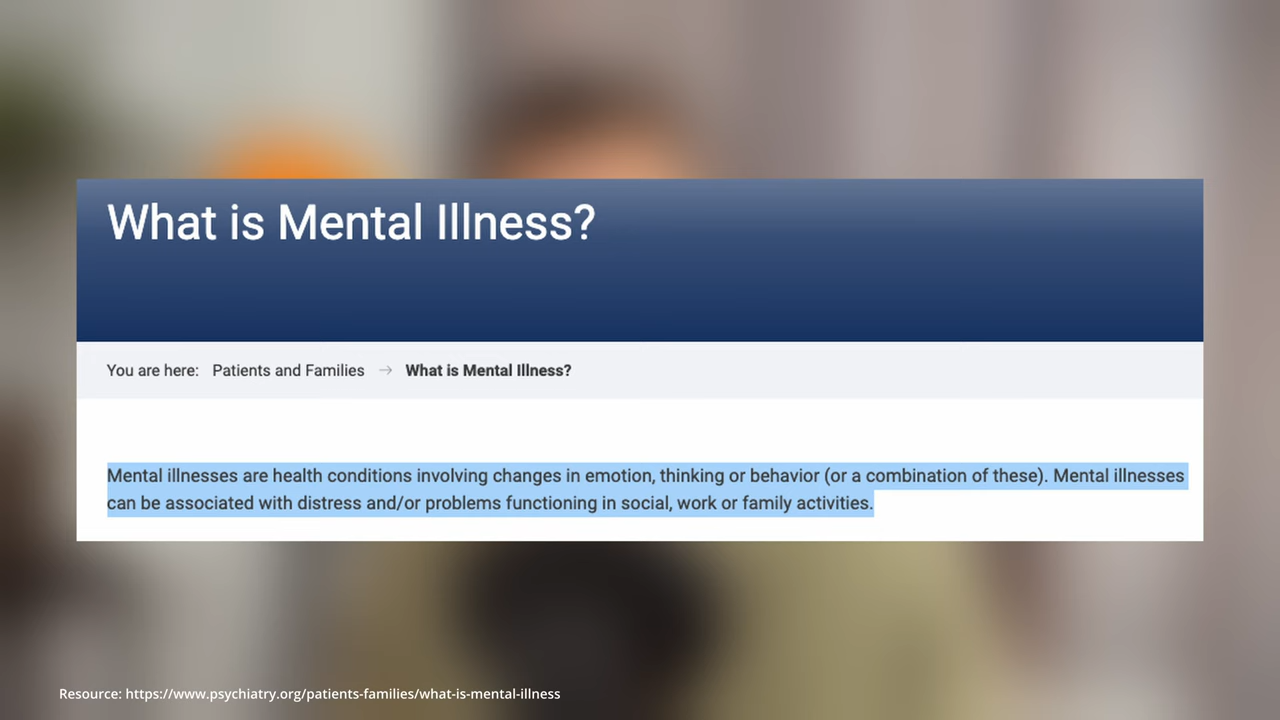 What is Mental Illness?
You are here: Patients and Families → What is Mental Illness?
Mental illnesses are health conditions involving changes in emotion, thinking or behavior (or a combination of these). Mental illnesses
can be associated with distress and/or problems functioning in social, work or family activities.
Resource: https://www.psychiatry.org/patients-families/what-is-mental-illness